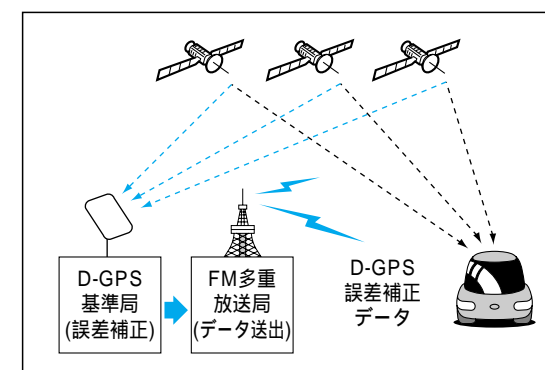 D-GPS
基準局
(誤差補正)
FM多重
放送局
(データ送出)
D-GPS
誤差補正
データ